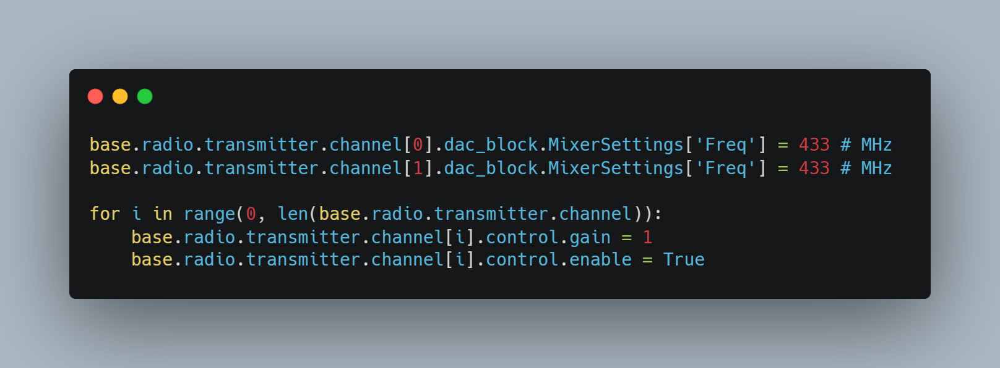 base.radio.transmitter.channel[0].dac_block.MixerSettings['Freq'] = 433 # MHz
base.radio.transmitter.channel[1].dac_block.MixerSettings['Freq'] = 433 # MHz

for i in range(0, len(base.radio.transmitter.channel)):
    base.radio.transmitter.channel[i].control.gain = 1
    base.radio.transmitter.channel[i].control.enable = True